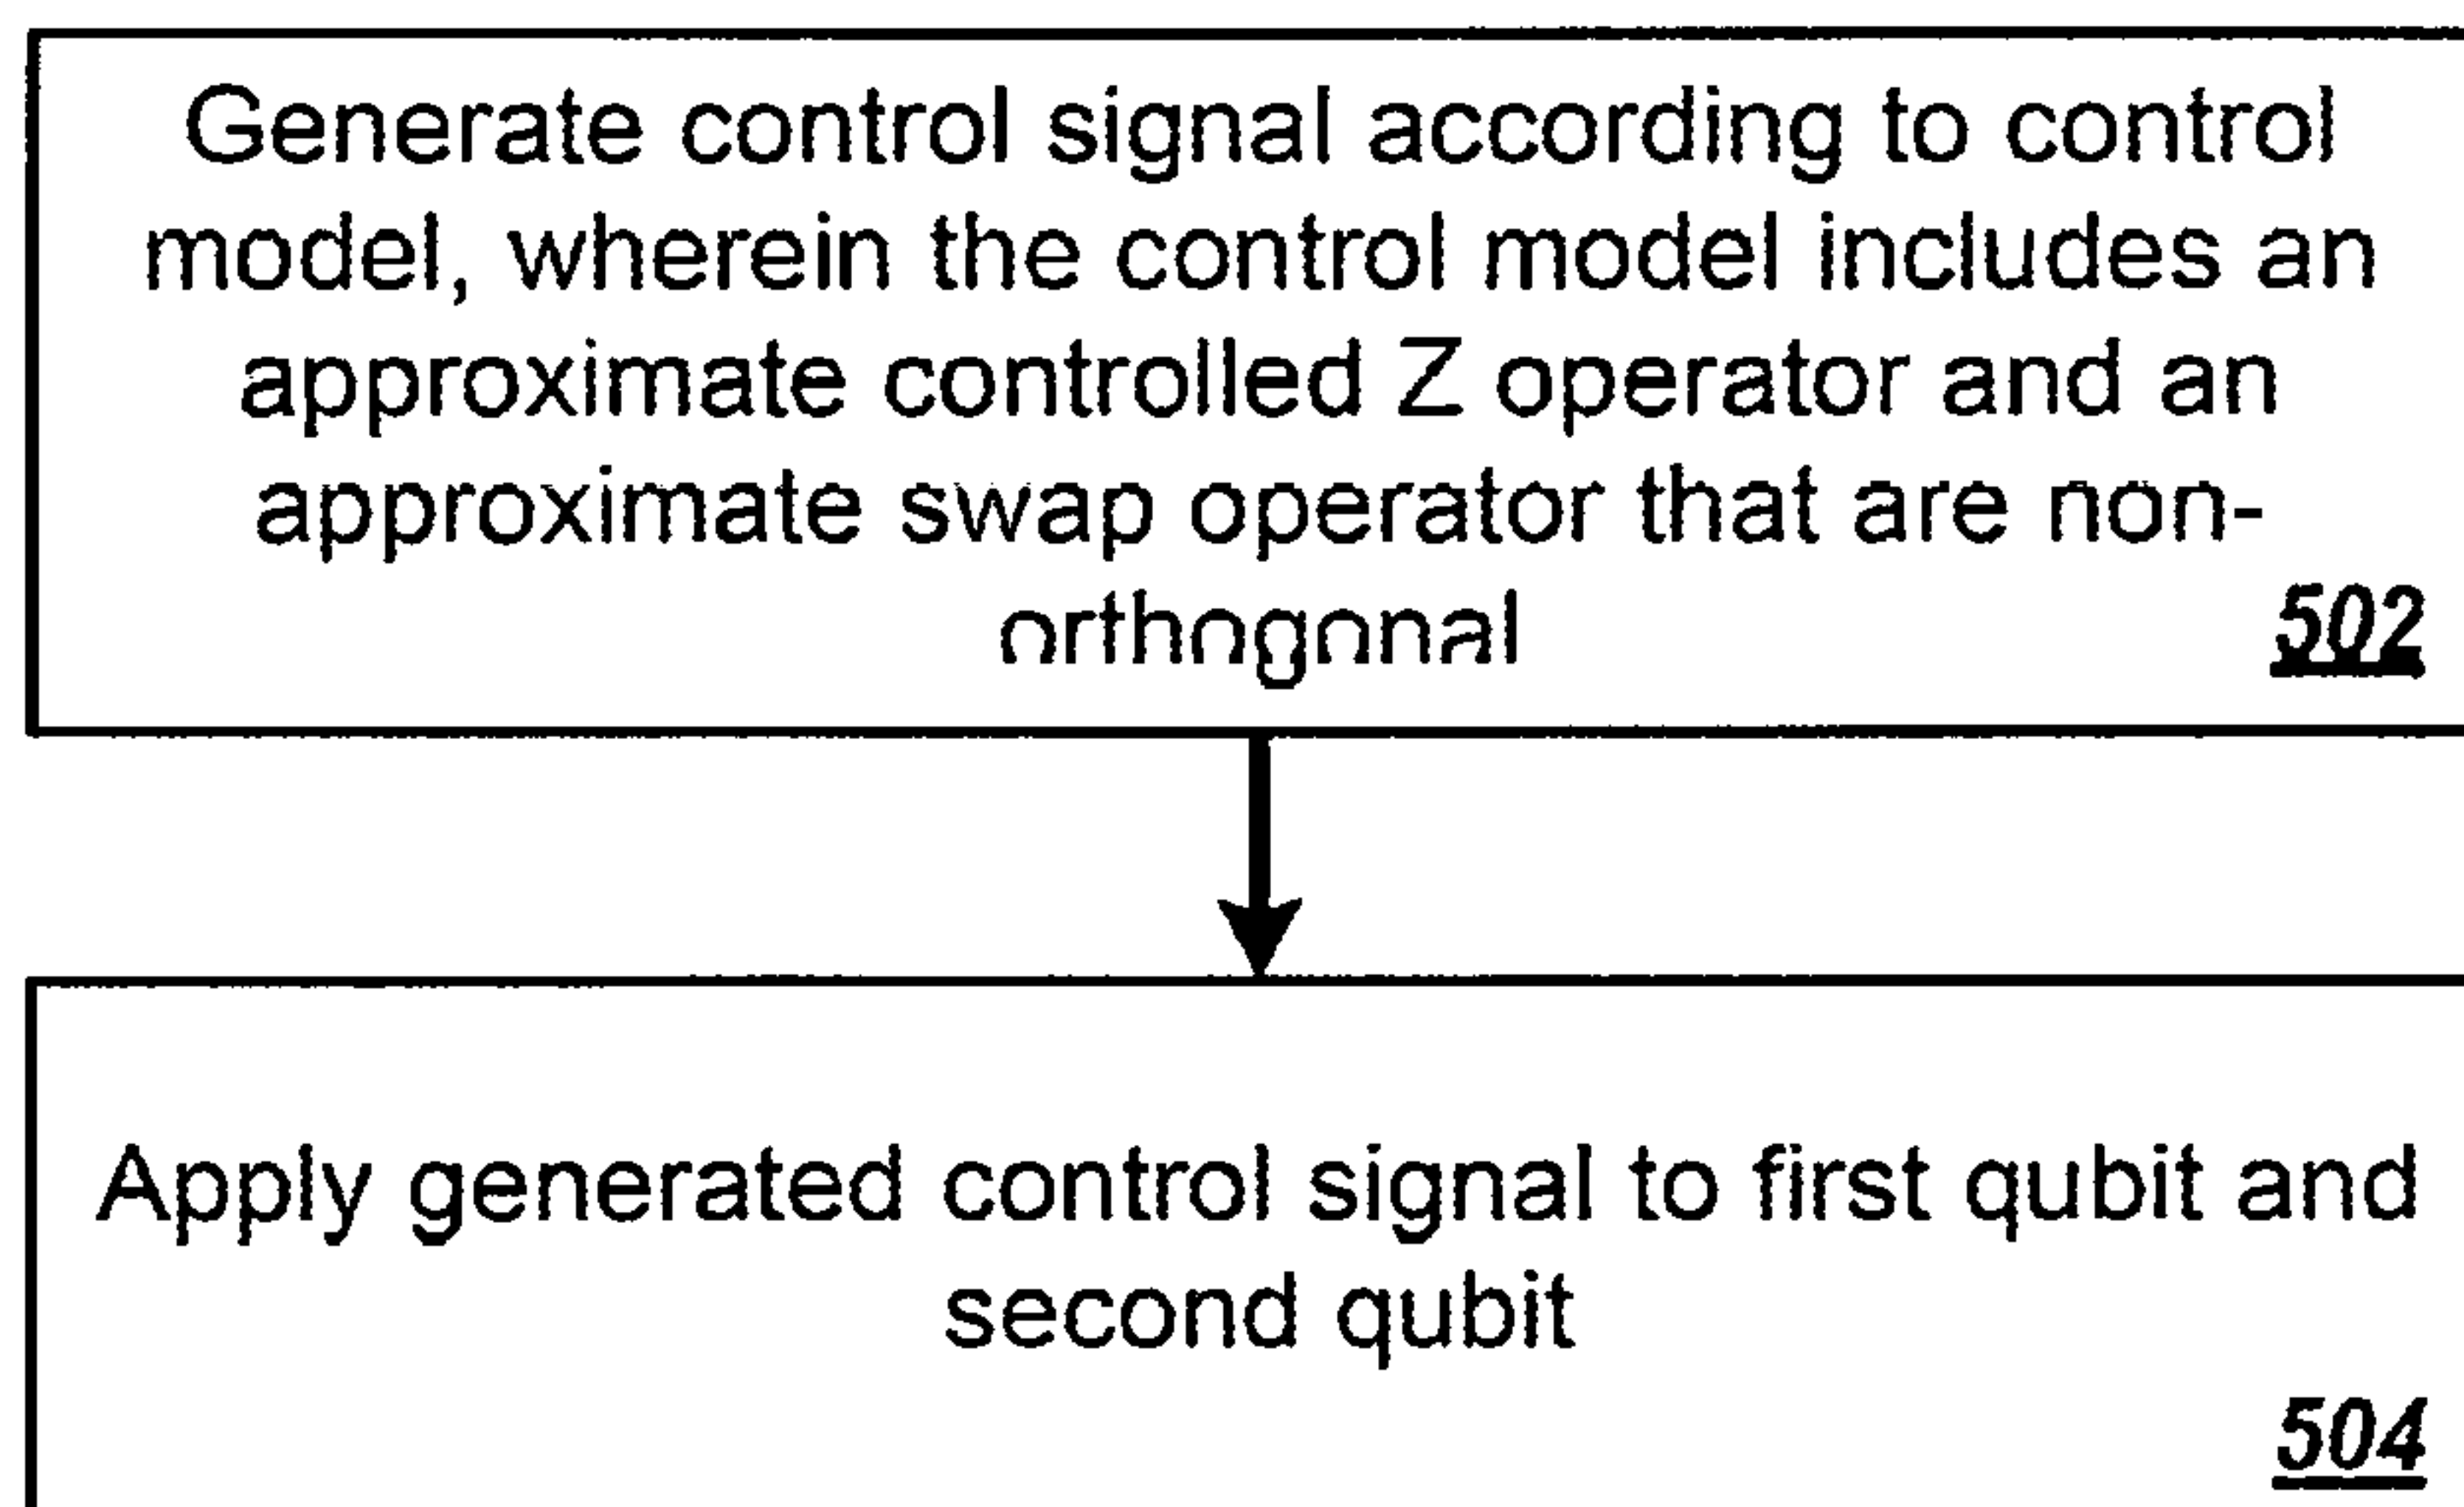 Generate control signal according to control
model, wherein the control model includes an
approximate controlled Z operator and an
approximate swap operator that are non-
orthogonal
502
Apply generated control signal to first qubit and
second qubit
504